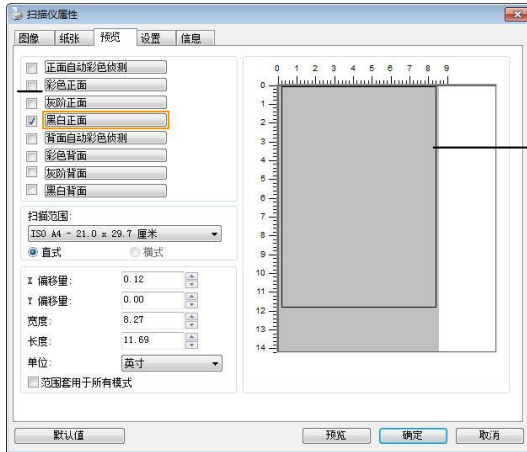 扫描仪属性
图像 纸张 预览 设置 信息
正面自动彩色侦测
彩色正面
灰阶正面
黑白正面
背面自动彩色侦测
彩色背面
灰阶背面
黑白背面
扫描范围:
ISO A4 - 21.0 x 29.7 厘米
直式 横式
X 偏移量: 0.12
Y 偏移量: 0.00
宽度: 8.27
长度: 11.69
单位: 英寸
范围套用于所有模式
0 1 2 3 4 5 6 7 8 9
0
1
2
3
4
5
6
7
8
9
10
11
12
13
14
默认值 预览 确定 取消